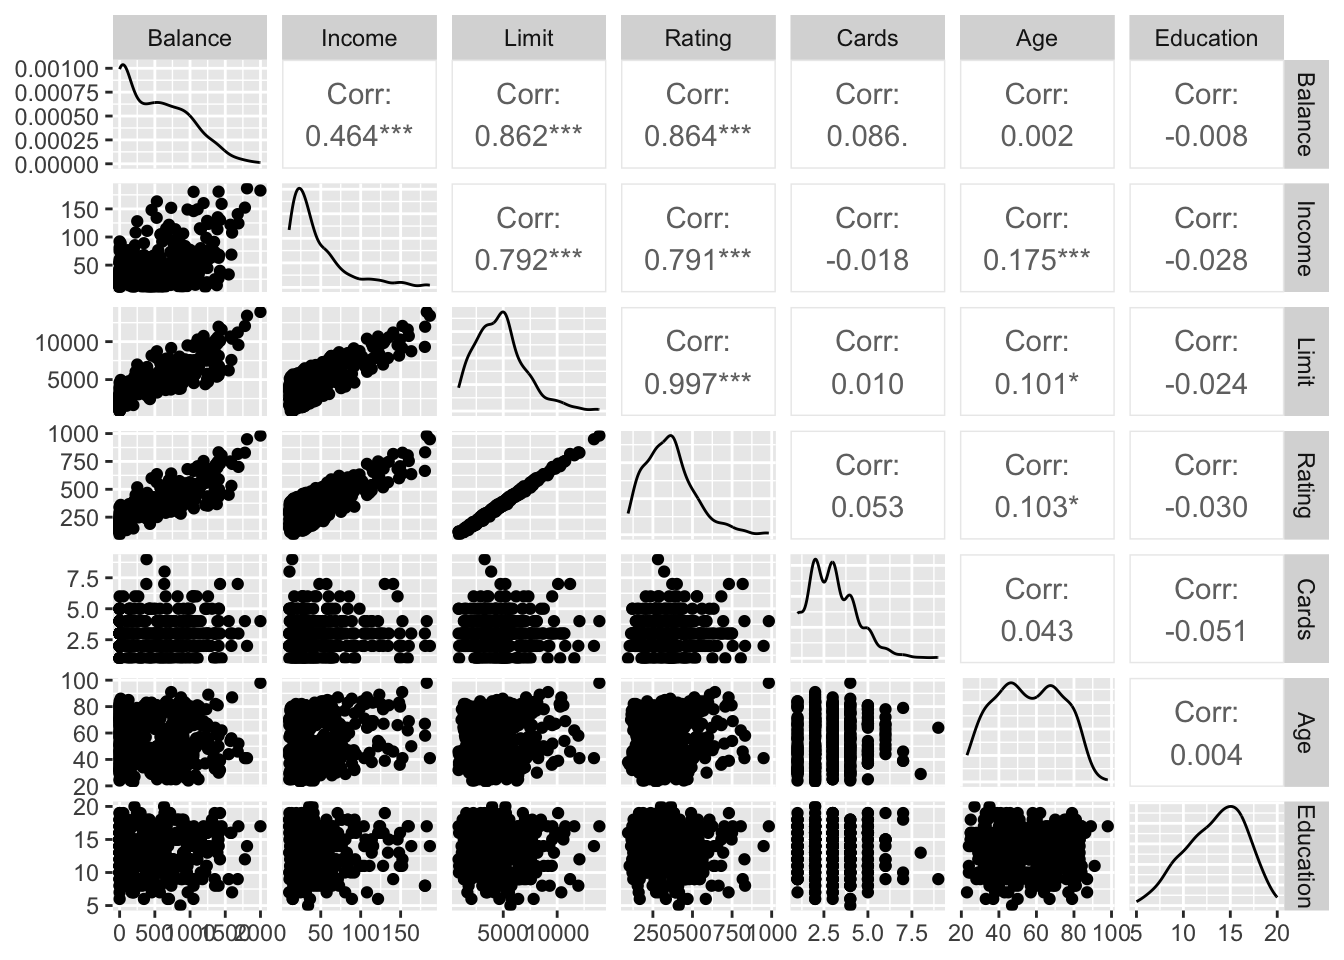 Balance Income Limit Rating Cards Age Education
0.00100
0.00075
0.00050
0.00025
0.00000
Corr: Corr: Corr: Corr: Corr: Corr:
0.464*** 0.862*** 0.864*** 0.086. 0.002 -0.008
Balance
150
100
50
Corr: Corr: Corr: Corr: Corr:
0.792*** 0.791*** -0.018 0.175*** -0.028
Income
10000
5000
Corr: Corr: Corr: Corr:
0.997*** 0.010 0.101* -0.024
Limit
1000
750
500
250
Corr: Corr: Corr:
0.053 0.103* -0.030
Rating
7.5
5.0
2.5
Corr: Corr:
0.043 -0.051
Cards
100
80
60
40
20
Corr:
0.004
Age
20
15
10
5
Education
0 500 1000 1500 2000 50 100 150 5000 10000 250 500 750 1000 2.5 5.0 7.5 20 40 60 80 100 5 10 15 20